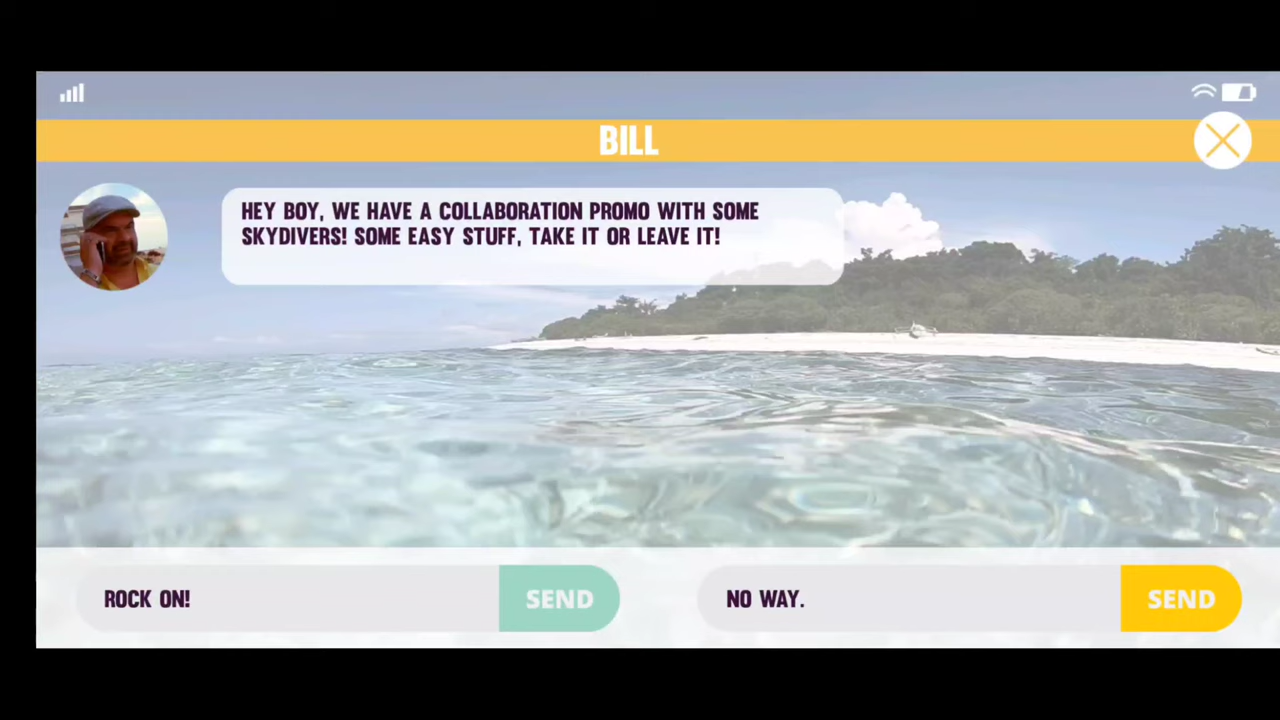 BILL
HEY BOY, WE HAVE A COLLABORATION PROMO WITH SOME
SKYDIVERS! SOME EASY STUFF, TAKE IT OR LEAVE IT!
ROCK ON!
SEND
NO WAY.
SEND